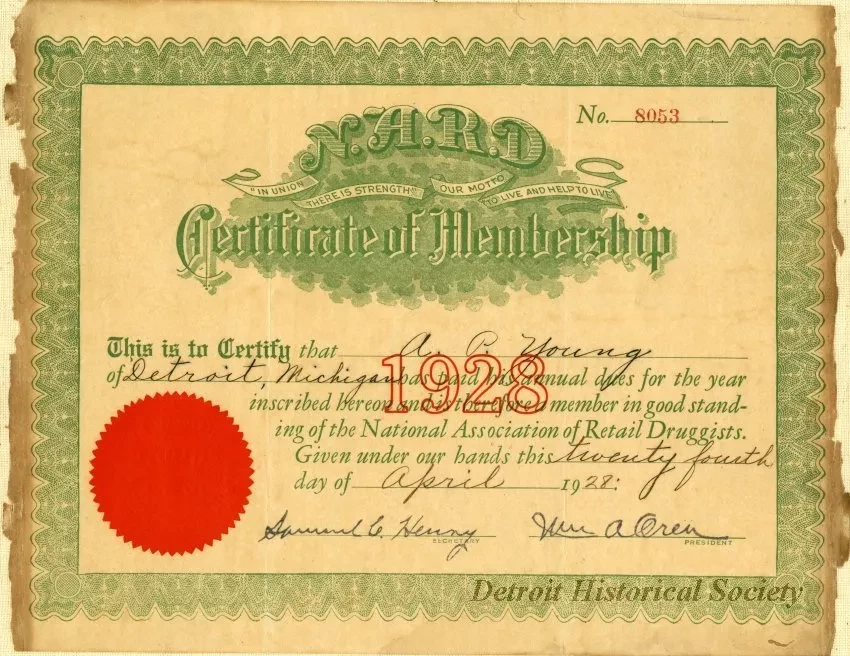 No. 8053
N.A.R.D
"IN UNION THERE IS STRENGTH" OUR MOTTO "TO LIVE AND HELP TO LIVE"
Certificate of Membership
This is to Certify that A. P. Young
of Detroit, Michigan has paid his annual dues for the year
1928
inscribed hereon and is therefore a member in good stand-
ing of the National Association of Retail Druggists.
Given under our hands this twenty fourth
day of April 1928:
Samuel C. Henry Wm A Oren
SECRETARY PRESIDENT
Detroit Historical Society